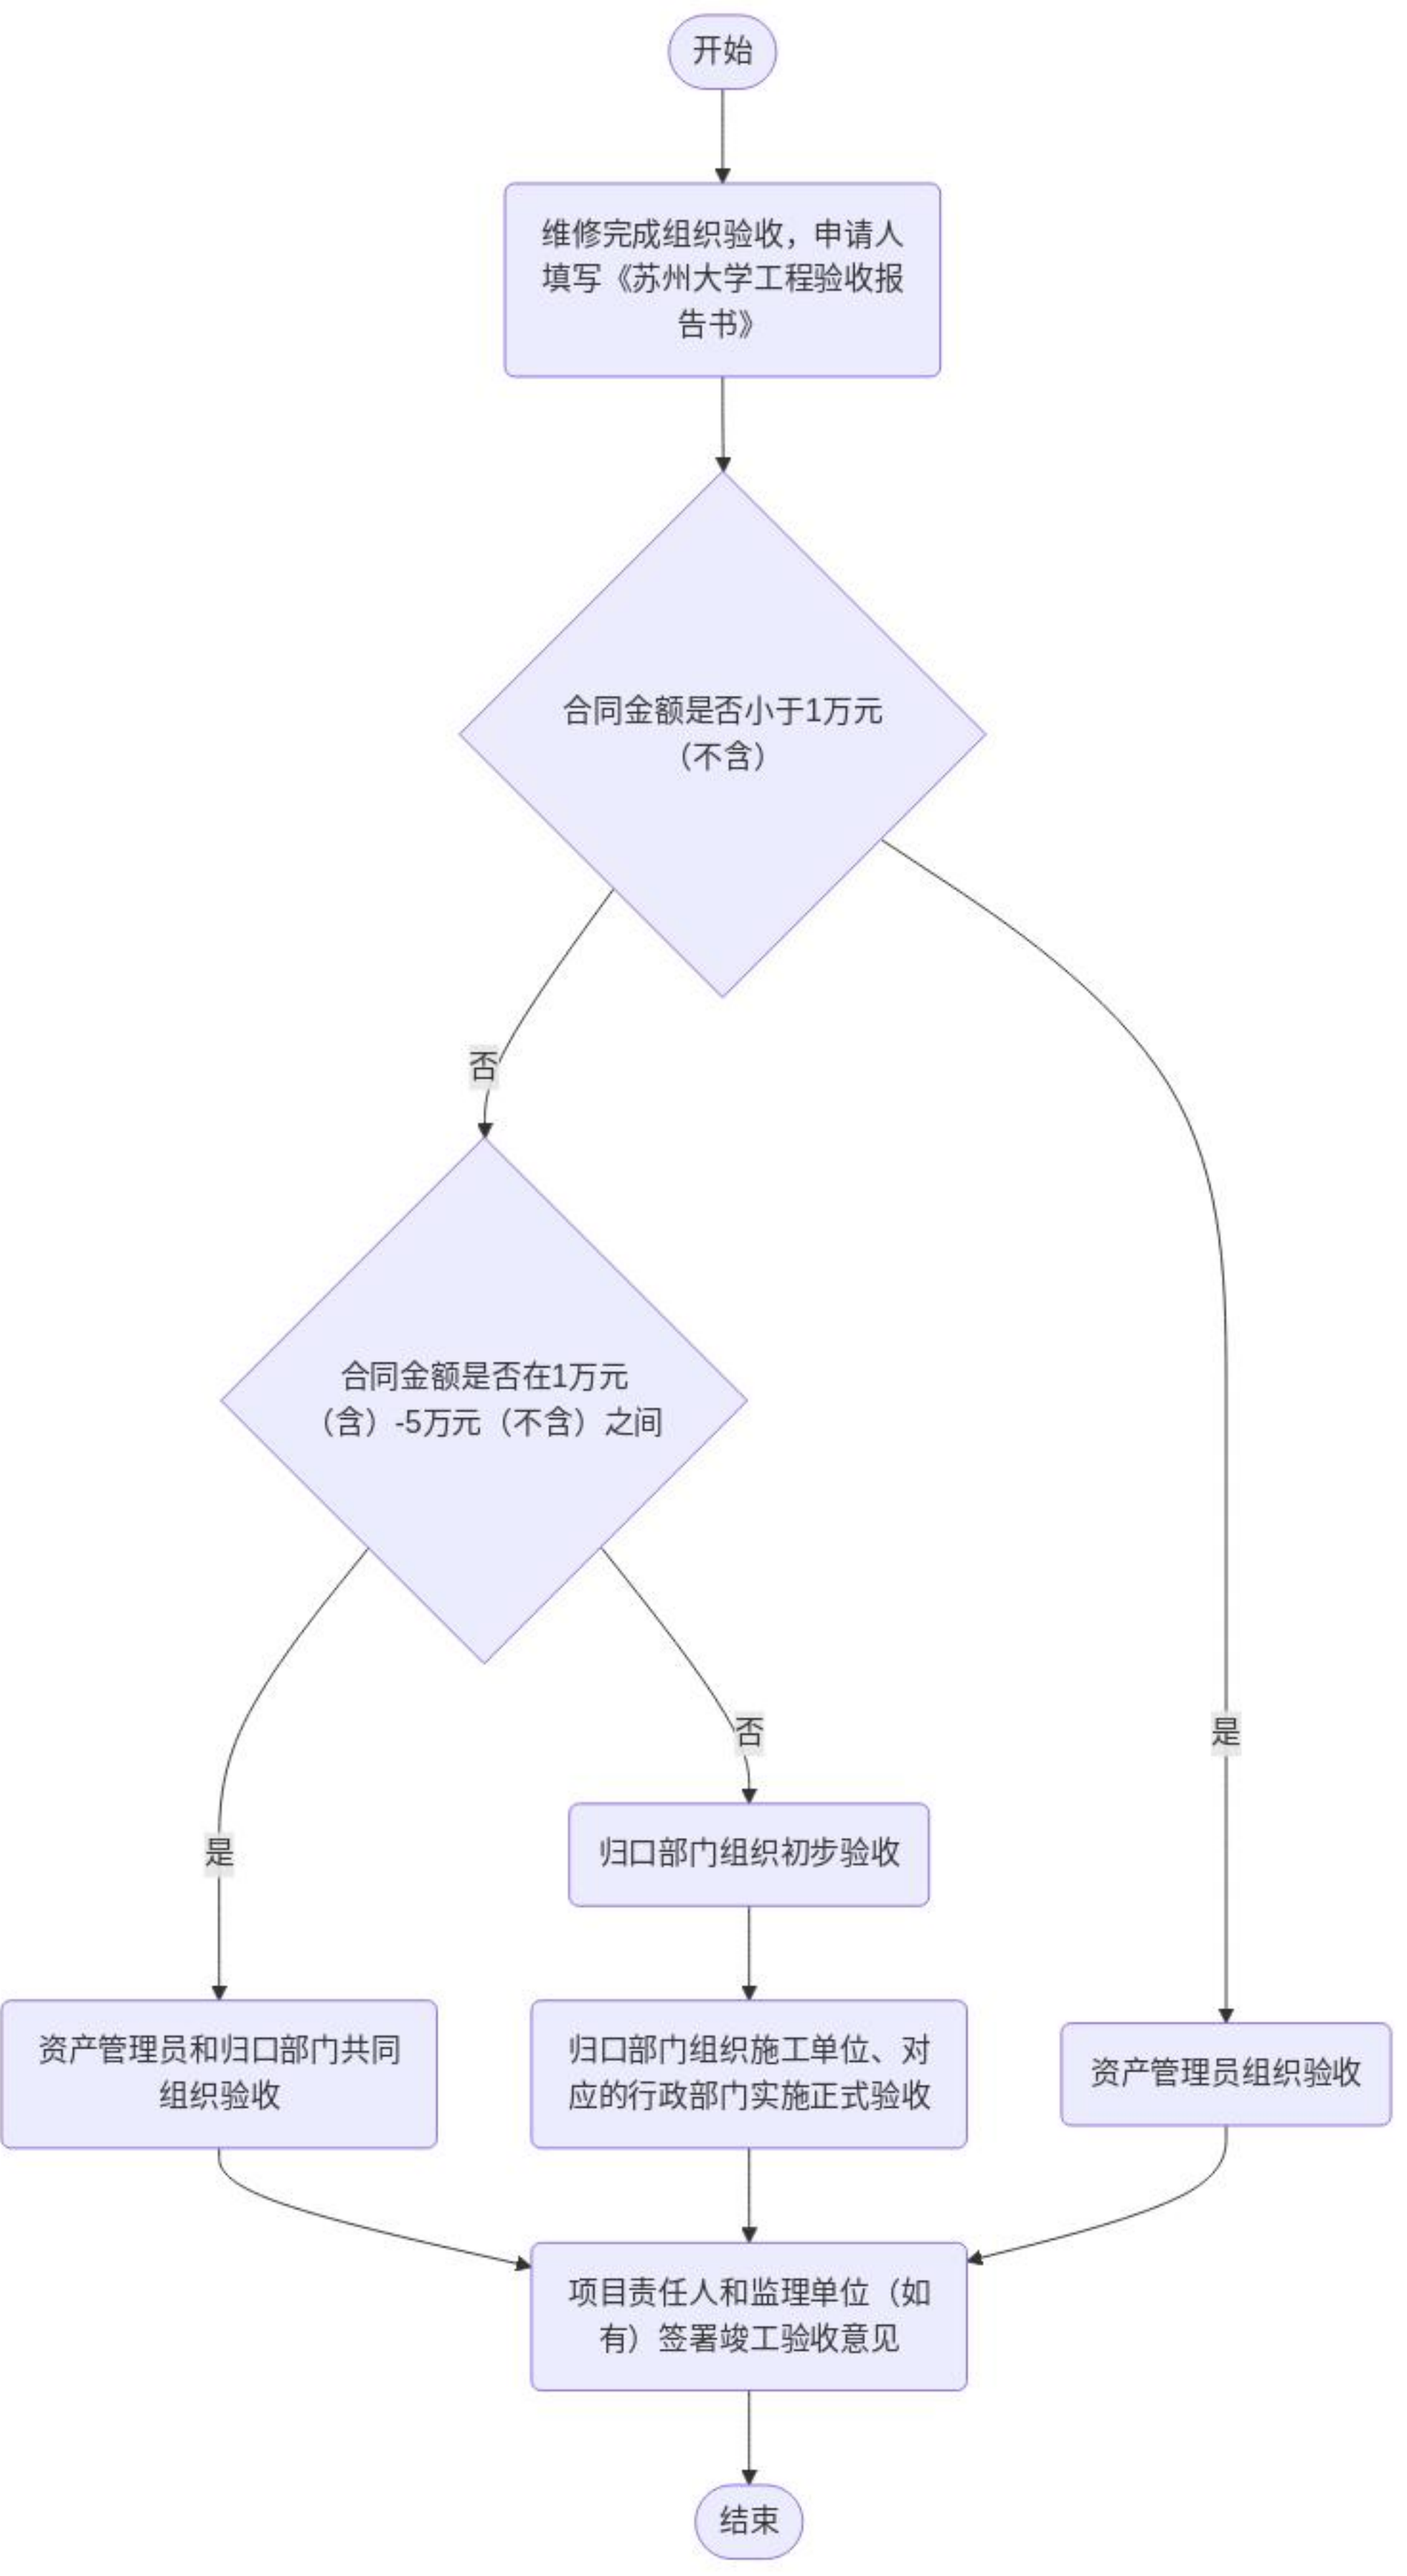 开始
维修完成组织验收，申请人
填写《苏州大学工程验收报
告书》
合同金额是否小于1万元
（不含）
否
合同金额是否在1万元
（含）-5万元（不含）之间
否
是
归口部门组织初步验收
是
资产管理员和归口部门共同
组织验收
归口部门组织施工单位、对
应的行政部门实施正式验收
资产管理员组织验收
项目责任人和监理单位（如
有）签署竣工验收意见
结束